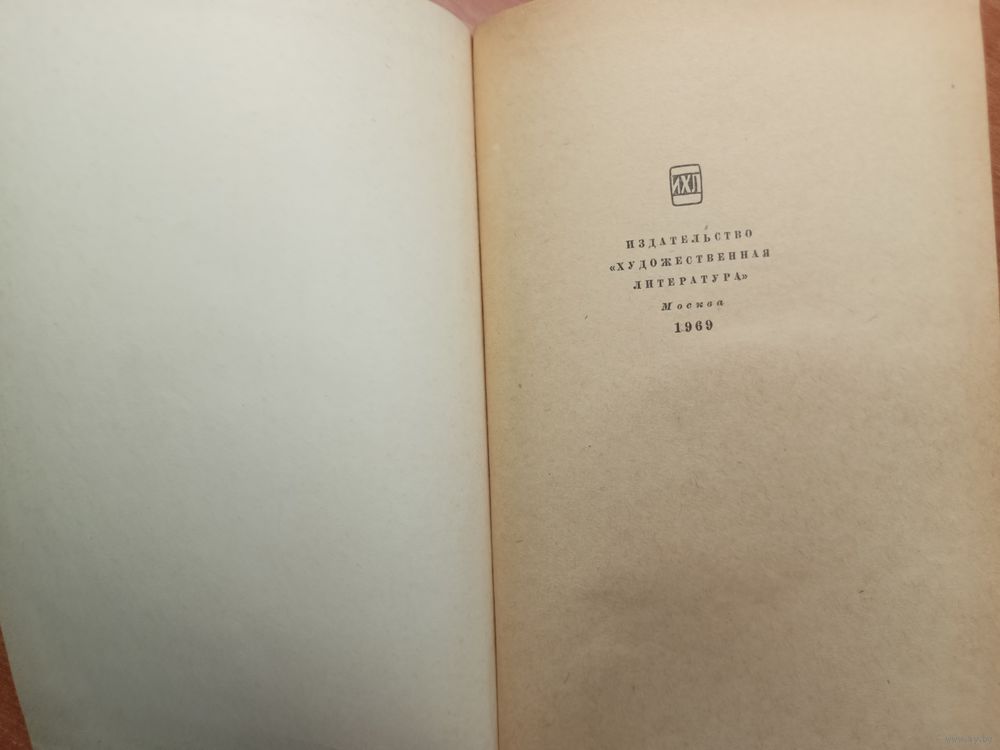 ИХЛ
ИЗДАТЕЛЬСТВО
«ХУДОЖЕСТВЕННАЯ
ЛИТЕРАТУРА»
Москва
1969